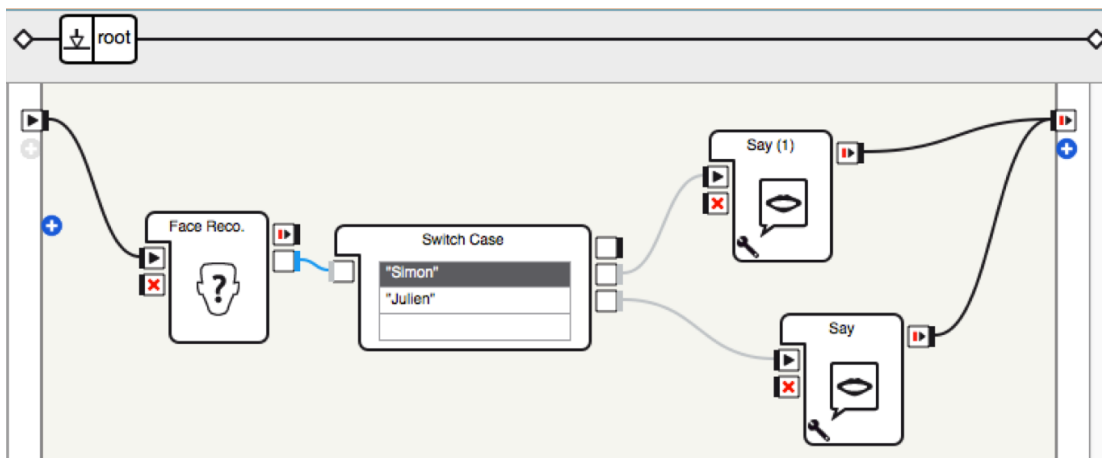 root
Say (1)
Face Reco.
Switch Case
"Simon"
"Julien"
Say